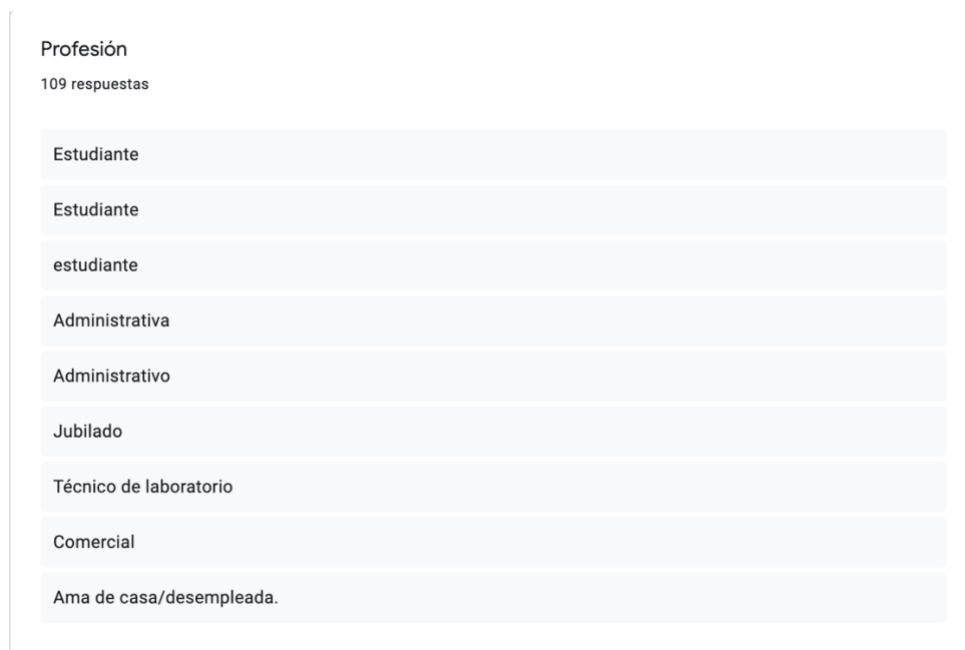 Profesión
109 respuestas
Estudiante
Estudiante
estudiante
Administrativa
Administrativo
Jubilado
Técnico de laboratorio
Comercial
Ama de casa/desempleada.